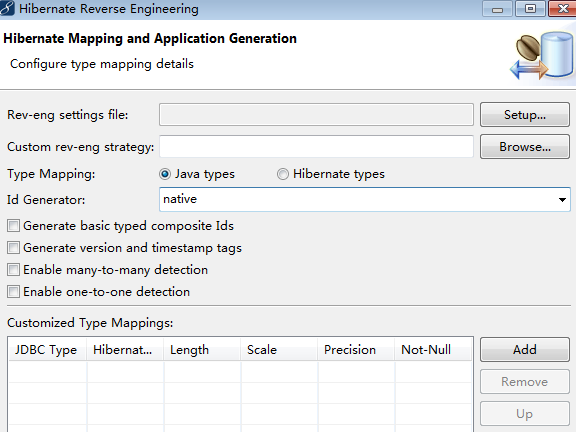 Hibernate Reverse Engineering
Hibernate Mapping and Application Generation
Configure type mapping details
Rev-eng settings file: Setup...
Custom rev-eng strategy: Browse...
Type Mapping: Java types Hibernate types
Id Generator: native
Generate basic typed composite Ids
Generate version and timestamp tags
Enable many-to-many detection
Enable one-to-one detection
Customized Type Mappings:
JDBC Type Hibernat... Length Scale Precision Not-Null Add
Remove
Up